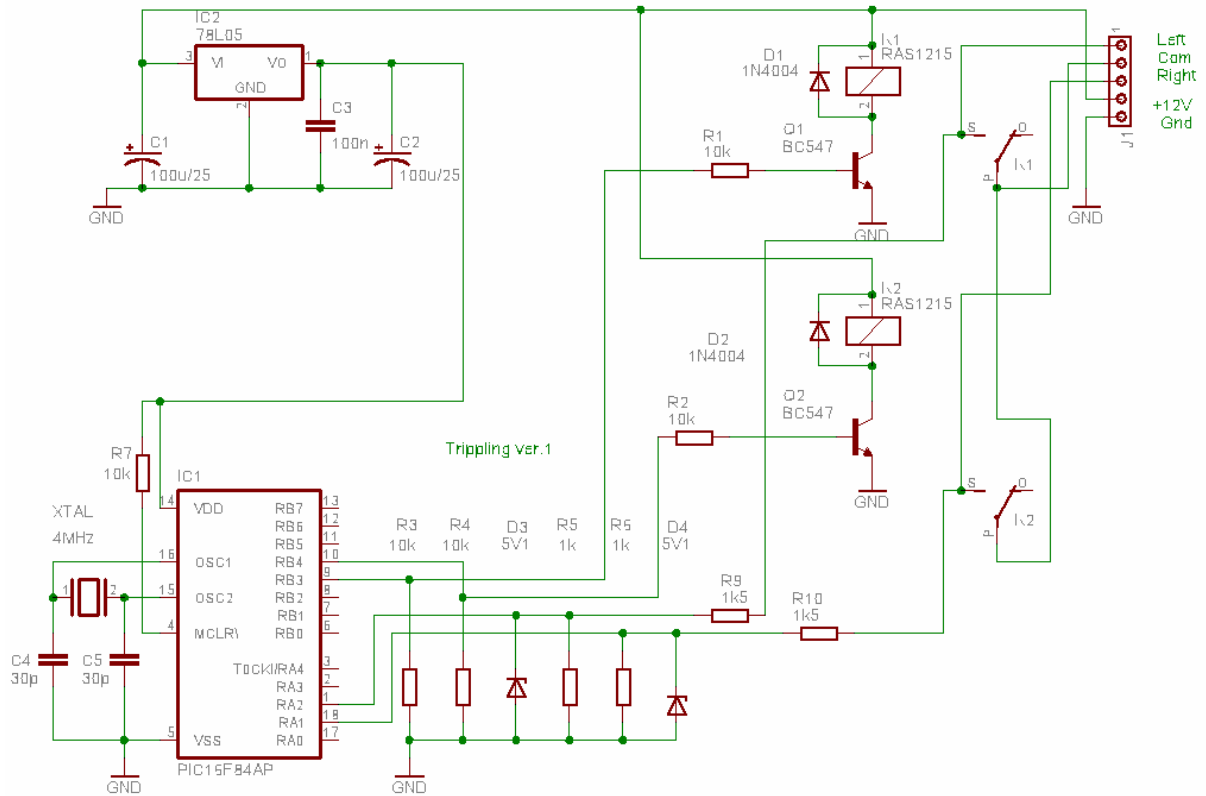 IC2
78L05
3
VI
VO
1
GND
2
C1
100u/25
C3
100n
C2
100u/25
GND
D1
1N4004
K1
RAS1215
1
2
Q1
BC547
R1
10k
GND
1
Left
Com
Right
+12V
Gnd
J1
S
O
P
K1
GND
K2
RAS1215
1
2
D2
1N4004
Q2
BC547
R2
10k
GND
S
O
P
K2
Trippling ver.1
R7
10k
IC1
XTAL
4MHz
1
2
C4
30p
C5
30p
14
VDD
16
OSC1
15
OSC2
4
MCLR\
5
VSS
RB7
13
RB6
12
RB5
11
RB4
10
RB3
9
RB2
8
RB1
7
RB0
6
T0CKI/RA4
3
RA3
2
RA2
1
RA1
18
RA0
17
PIC16F84AP
GND
R3
10k
R4
10k
D3
5V1
R5
1k
R6
1k
D4
5V1
R9
1k5
R10
1k5
GND